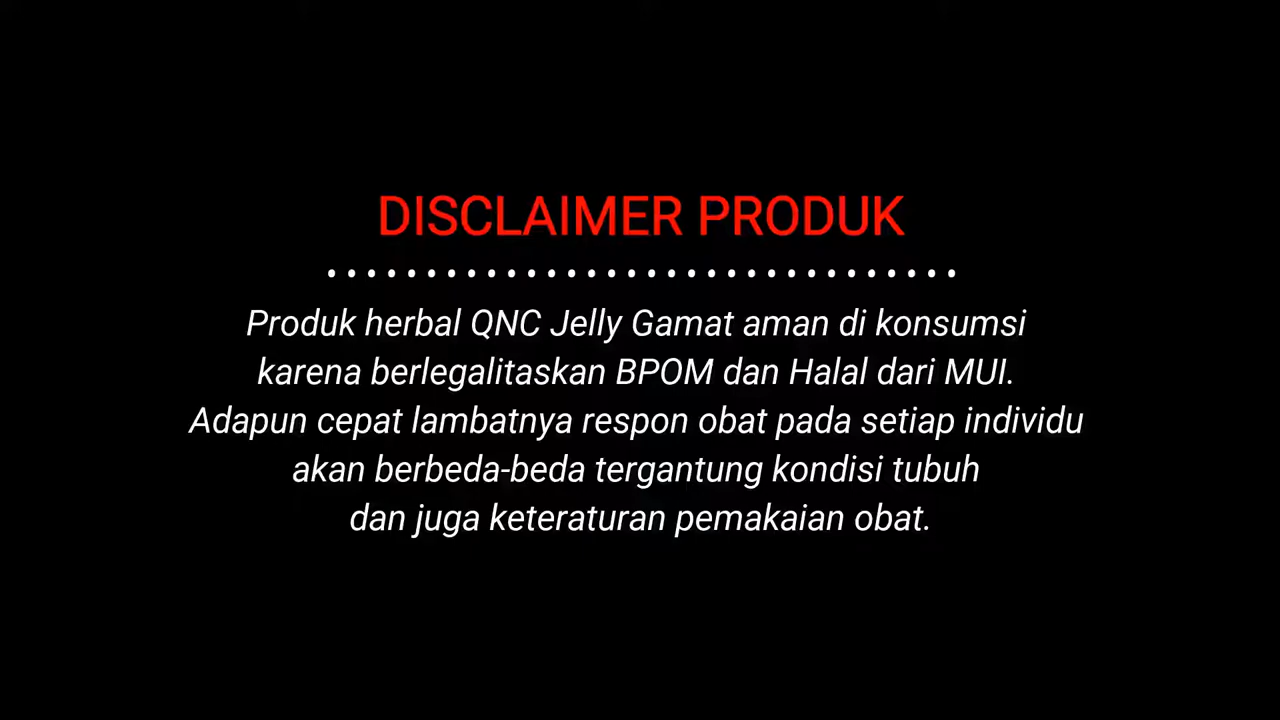 DISCLAIMER PRODUK
Produk herbal QNC Jelly Gamat aman di konsumsi
karena berlegalitaskan BPOM dan Halal dari MUI.
Adapun cepat lambatnya respon obat pada setiap individu
akan berbeda-beda tergantung kondisi tubuh
dan juga keteraturan pemakaian obat.